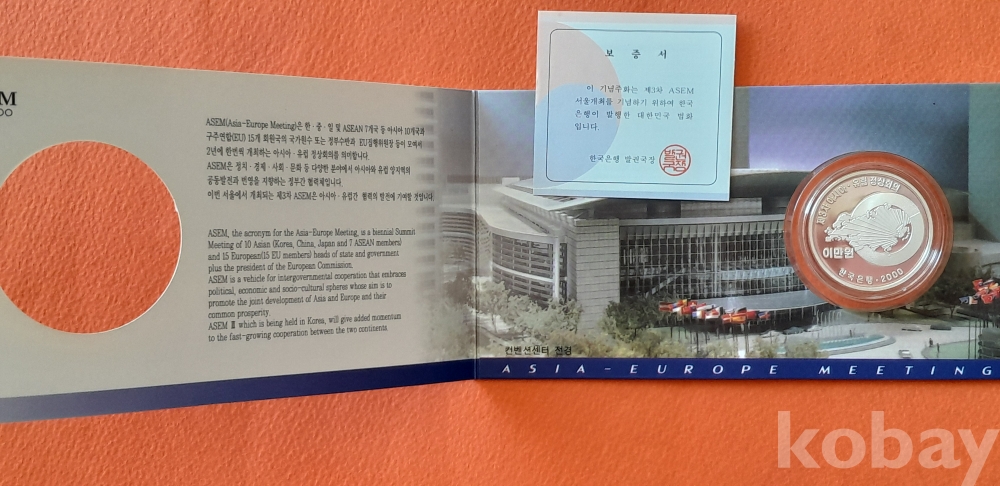 M
보 증 서
이 기념주화는 제3차 ASEM
서울개최를 기념하기 위하여 한국
은행이 발행한 대한민국 법화
입니다.
한국은행 발권국장
ASEM(Asia-Europe Meeting)은 한·중·일 및 ASEAN 7개국 등 아시아 10개국과
구주연합(EU) 15개 회원국의 국가원수 또는 정부수반과 EU집행위원장 등이 모여서
2년에 한번씩 개최하는 아시아·유럽 정상회의를 의미합니다.
ASEM은 정치·경제·사회·문화 등 다양한 분야에서 아시아와 유럽 양지역의
공동발전과 번영을 지향하는 정부간 협력체입니다.
이번 서울에서 개최되는 제3차 ASEM은 아시아·유럽간 협력의 발전에 기여할 것입니다.
ASEM, the acronym for the Asia-Europe Meeting, is a biennial Summit
Meeting of 10 Asian (Korea, China, Japan and 7 ASEAN members)
and 15 European(15 EU members) heads of state and government
plus the president of the European Commission.
ASEM is a vehicle for intergovernmental cooperation that embraces
political, economic and socio-cultural spheres whose aim is to
promote the joint development of Asia and Europe and their
common prosperity.
ASEM Ⅲ which is being held in Korea, will give added momentum
to the fast-growing cooperation between the two continents.
제3차 아시아·유럽 정상회의
이만원
한국은행·2000
컨벤션센터 전경
ASIA-EUROPE MEETING
kobay